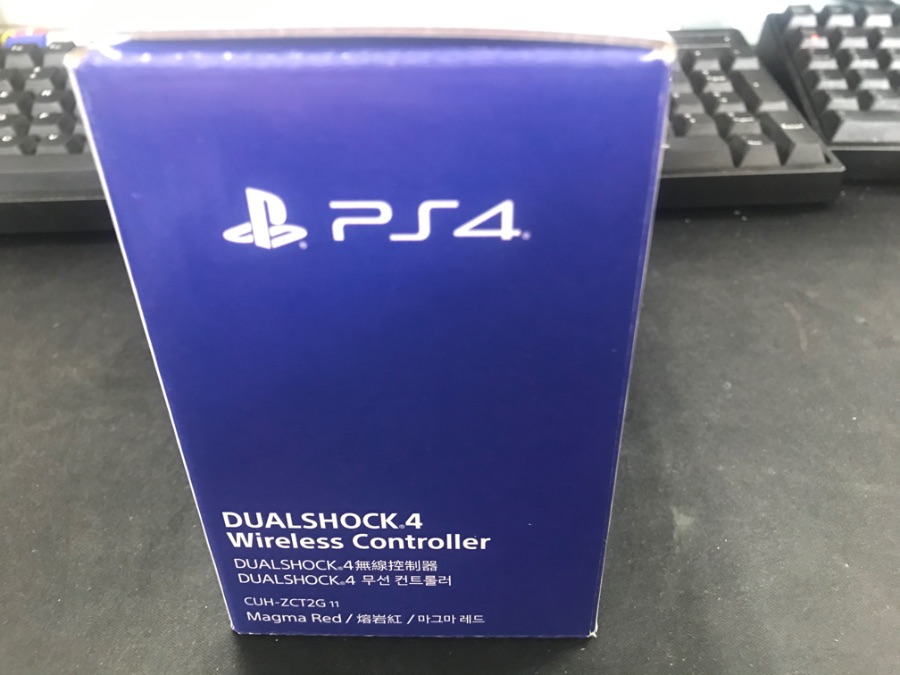 PS4
DUALSHOCK®4
Wireless Controller
DUALSHOCK®4無線控制器
DUALSHOCK®4 무선 컨트롤러
CUH-ZCT2G 11
Magma Red / 熔岩紅 / 마그마 레드